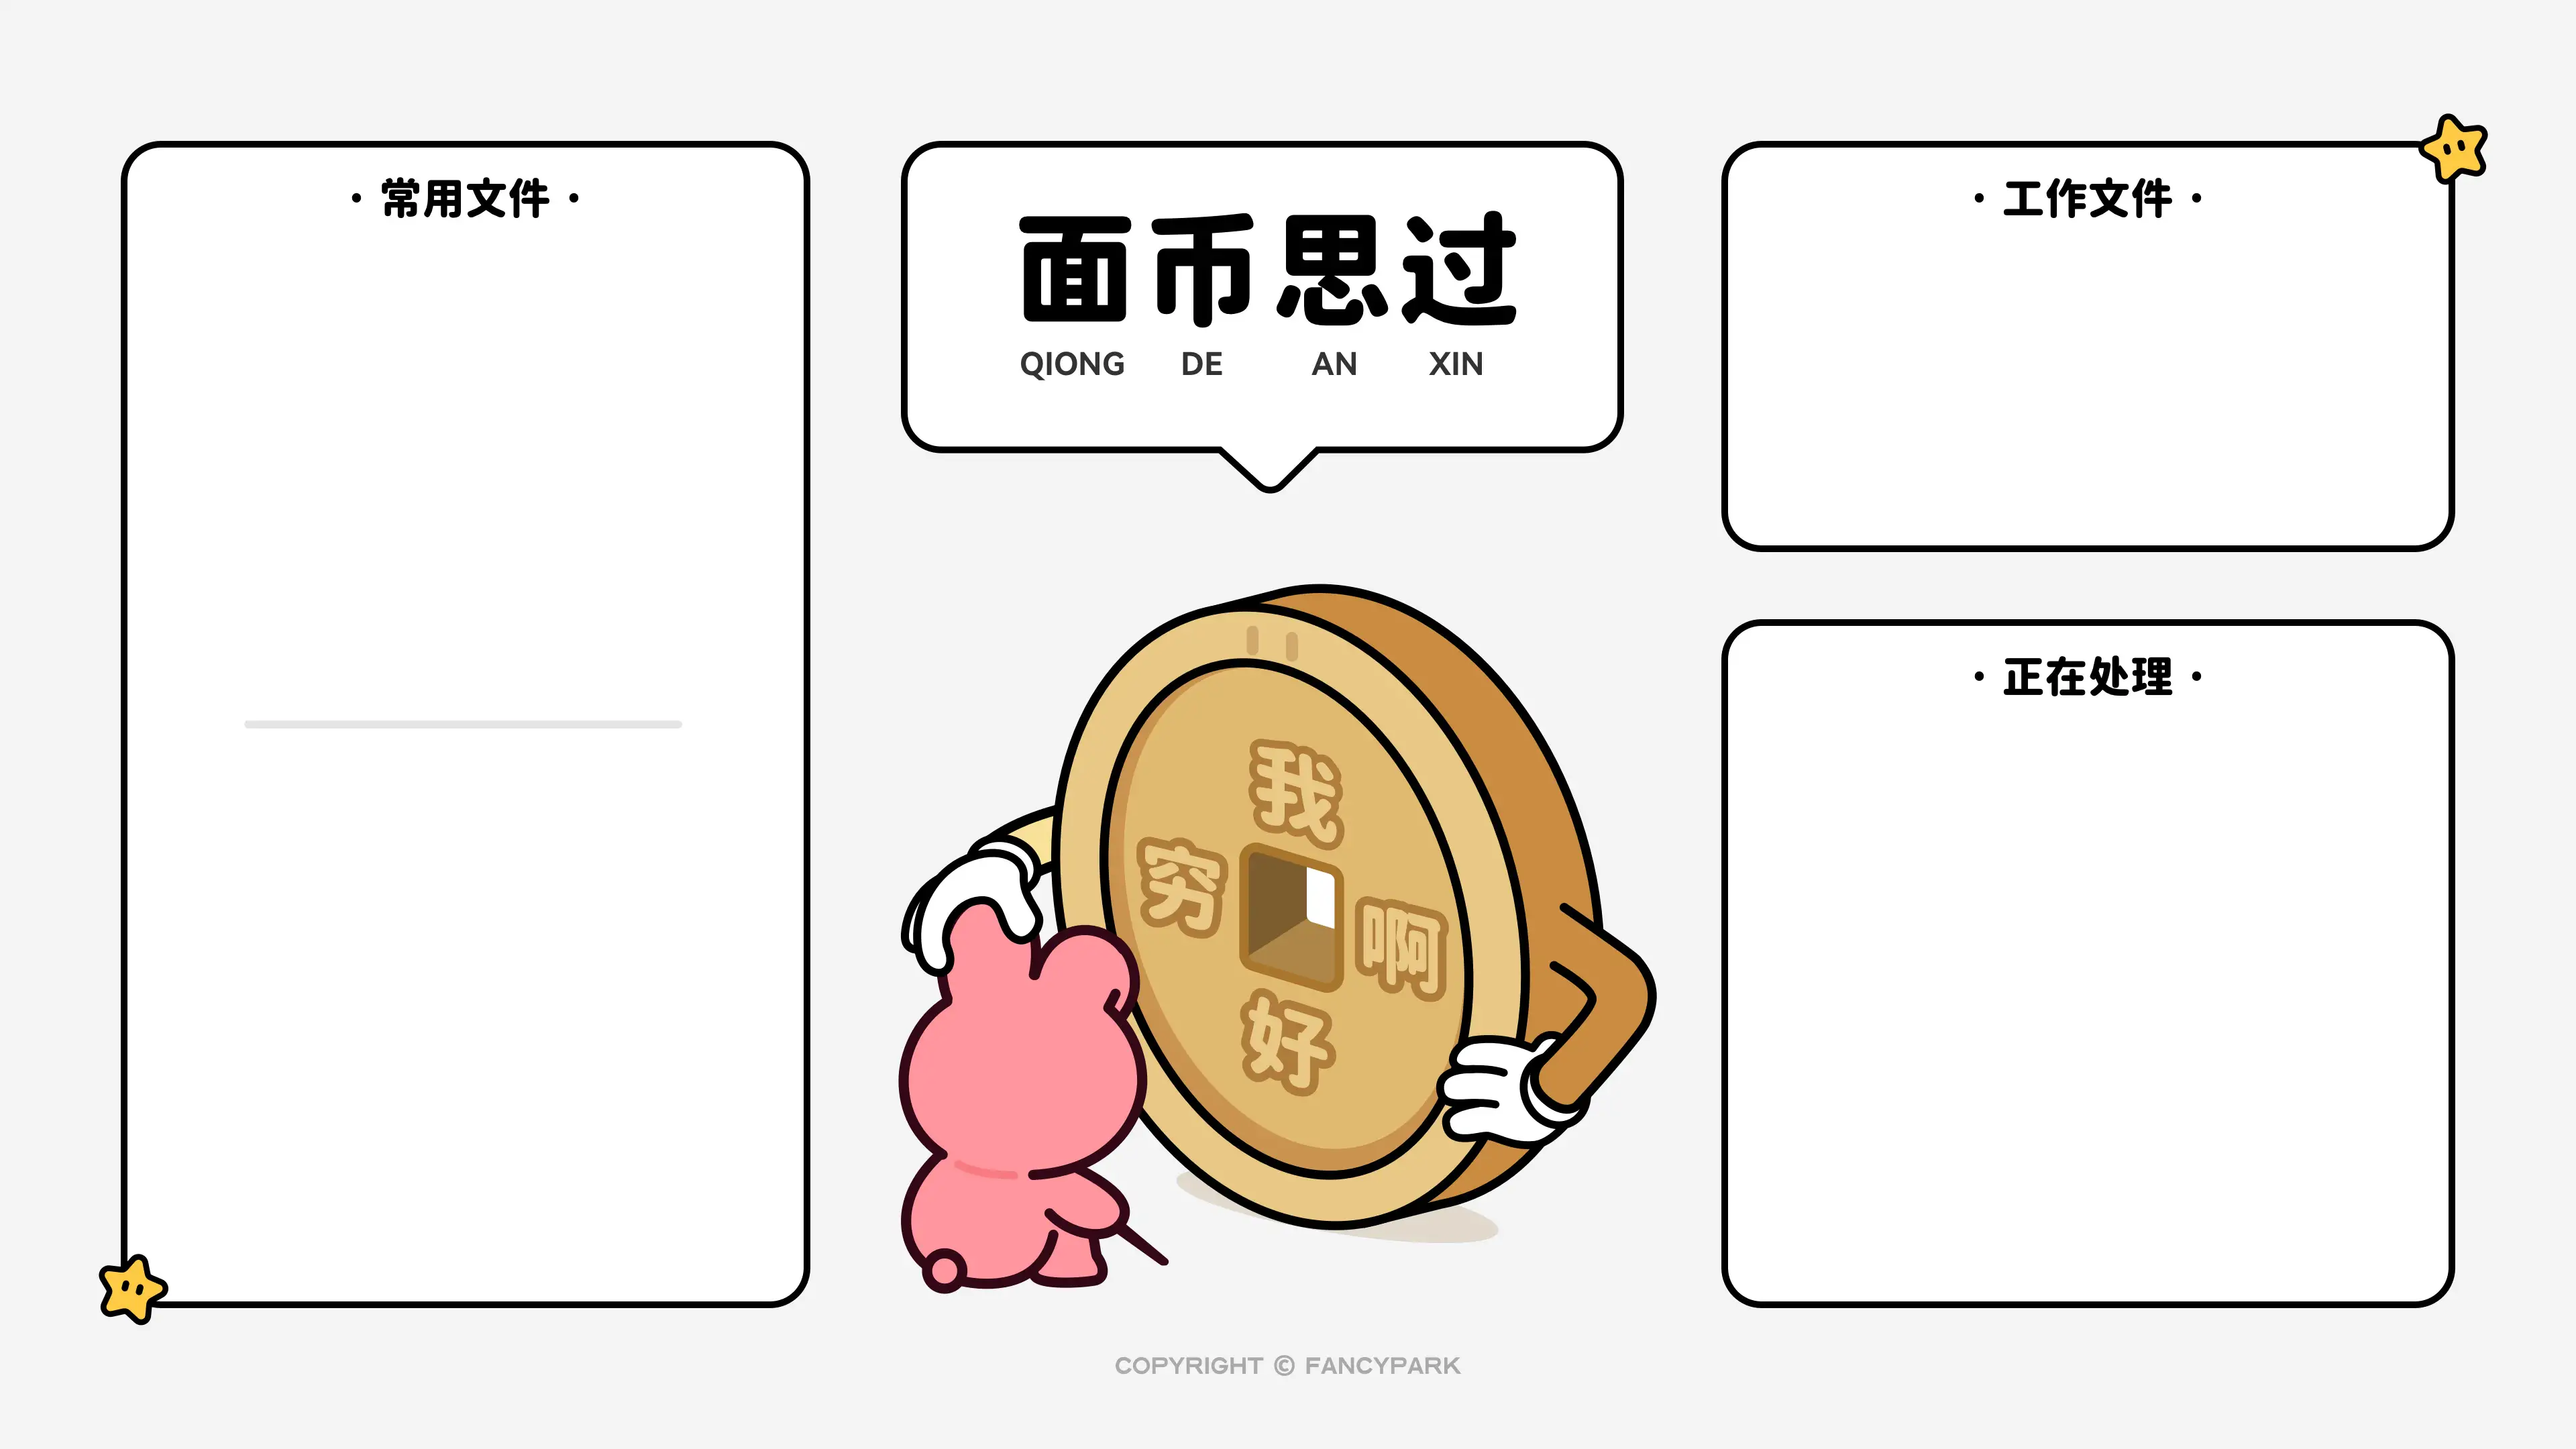 · 常用文件 ·
面币思过
QIONG DE AN XIN
· 工作文件 ·
· 正在处理 ·
我
穷
啊
好
COPYRIGHT © FANCYPARK